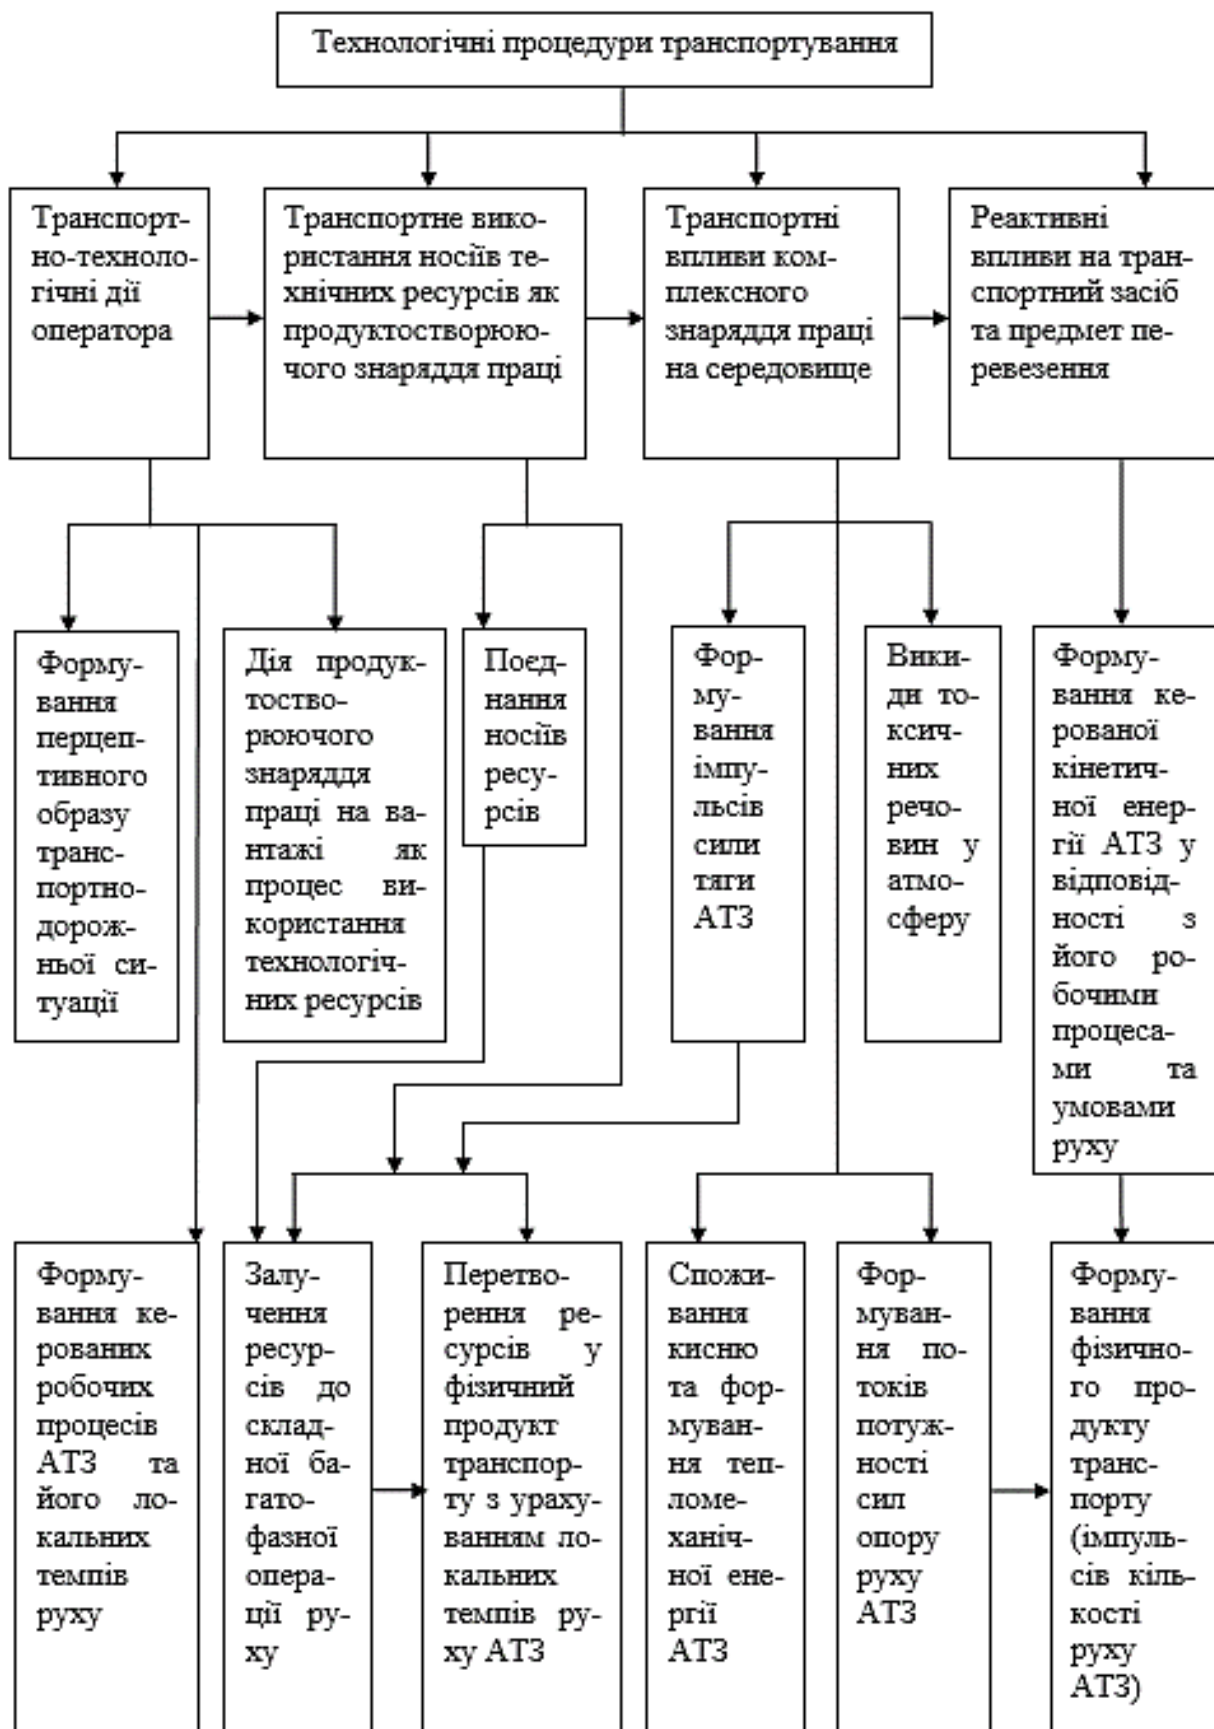 Технологічні процедури транспортування
Транспорт-
но-техноло-
гічні дії
оператора
Транспортне вико-
ристання носіїв те-
хнічних ресурсів як
продуктостворюю-
чого знаряддя праці
Транспортні
впливи ком-
плексного
знаряддя праці
на середовище
Реактивні
впливи на тран-
спортний засіб
та предмет пе-
ревезення
Форму-
вання
перцеп-
тивного
образу
транс-
портно-
дорож-
ньої си-
туації
Дія продук-
тоство-
рюючого
знаряддя
праці на ва-
нтажі як
процес ви-
користання
технологіч-
них ресурсів
Поєд-
нання
носіїв
ресу-
рсів
Фор-
му-
вання
імпу-
льсів
сили
тяги
АТЗ
Вики-
ди то-
ксич-
них
речо-
вин у
атмо-
сферу
Форму-
вання ке-
рованої
кінетич-
ної енер-
гії АТЗ у
відповід-
ності з
його ро-
бочими
процеса-
ми та
умовами
руху
Форму-
вання ке-
рованих
робочих
процесів
АТЗ та
його ло-
кальних
темпів
руху
Залу-
чення
ресур-
сів до
склад-
ної ба-
гато-
фазної
опера-
ції ру-
ху
Перетво-
рення ре-
сурсів у
фізичний
продукт
транспор-
ту зураху-
ванням ло-
кальних
темпів ру-
ху АТЗ
Спожи-
вання
кисню
та фор-
муван-
ня теп-
ломе-
ханіч-
ної ене-
ргії
АТЗ
Фор-
муван-
ня по-
токів
потуж-
ності
сил
опору
руху
АТЗ
Форму-
вання
фізично-
го про-
дукту
транс-
порту
(імпуль-
сів кіль-
кості
руху
АТЗ)